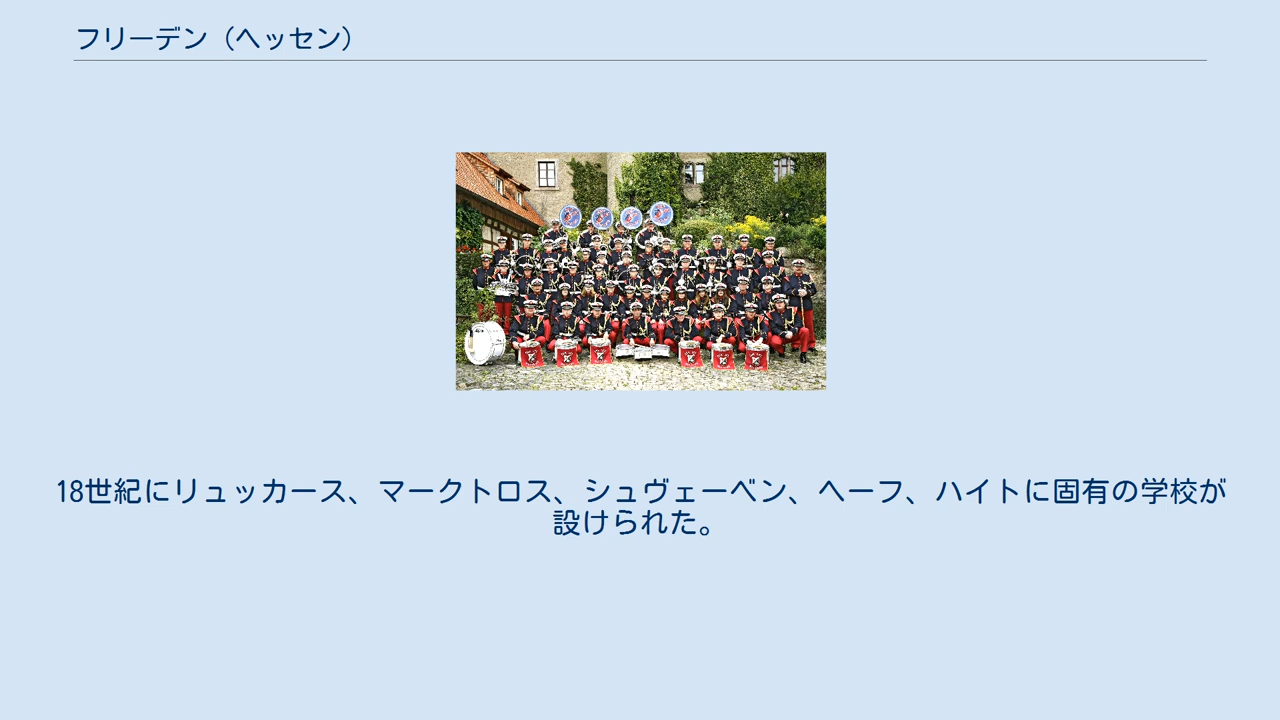 フリーデン（ヘッセン）
18世紀にリュッカース、マークトロス、シュヴェーベン、ヘーフ、ハイトに固有の学校が
設けられた。